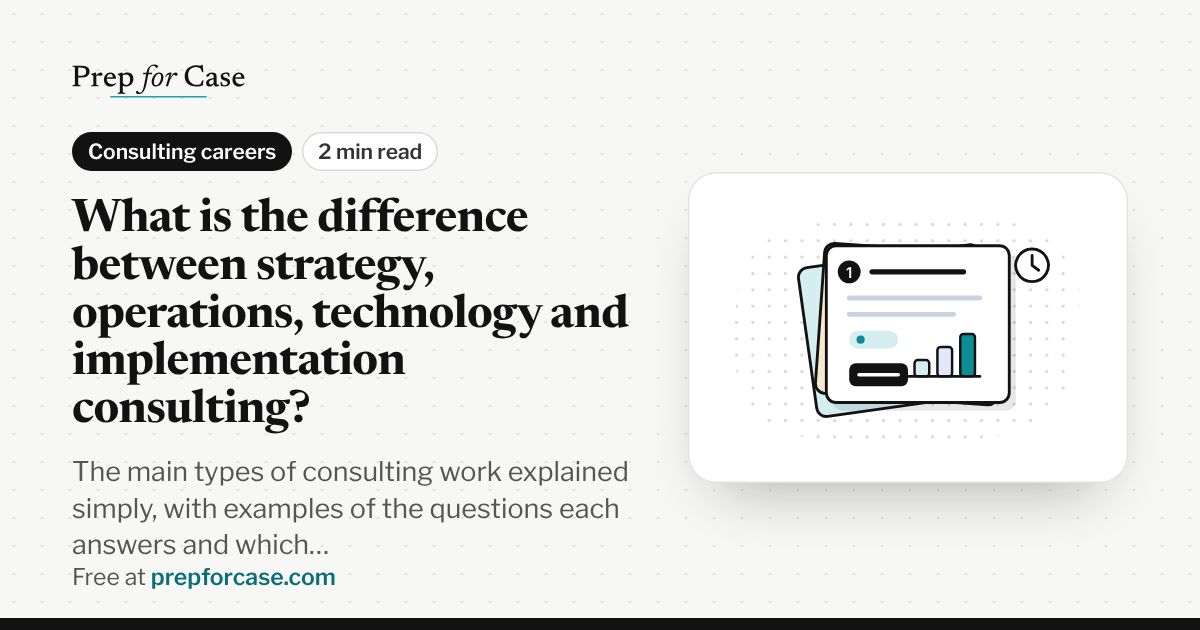 Prep for Case
Consulting careers
2 min read
What is the difference
between strategy,
operations, technology and
implementation
consulting?
The main types of consulting work explained
simply, with examples of the questions each
answers and which...
Free at prepforcase.com
1